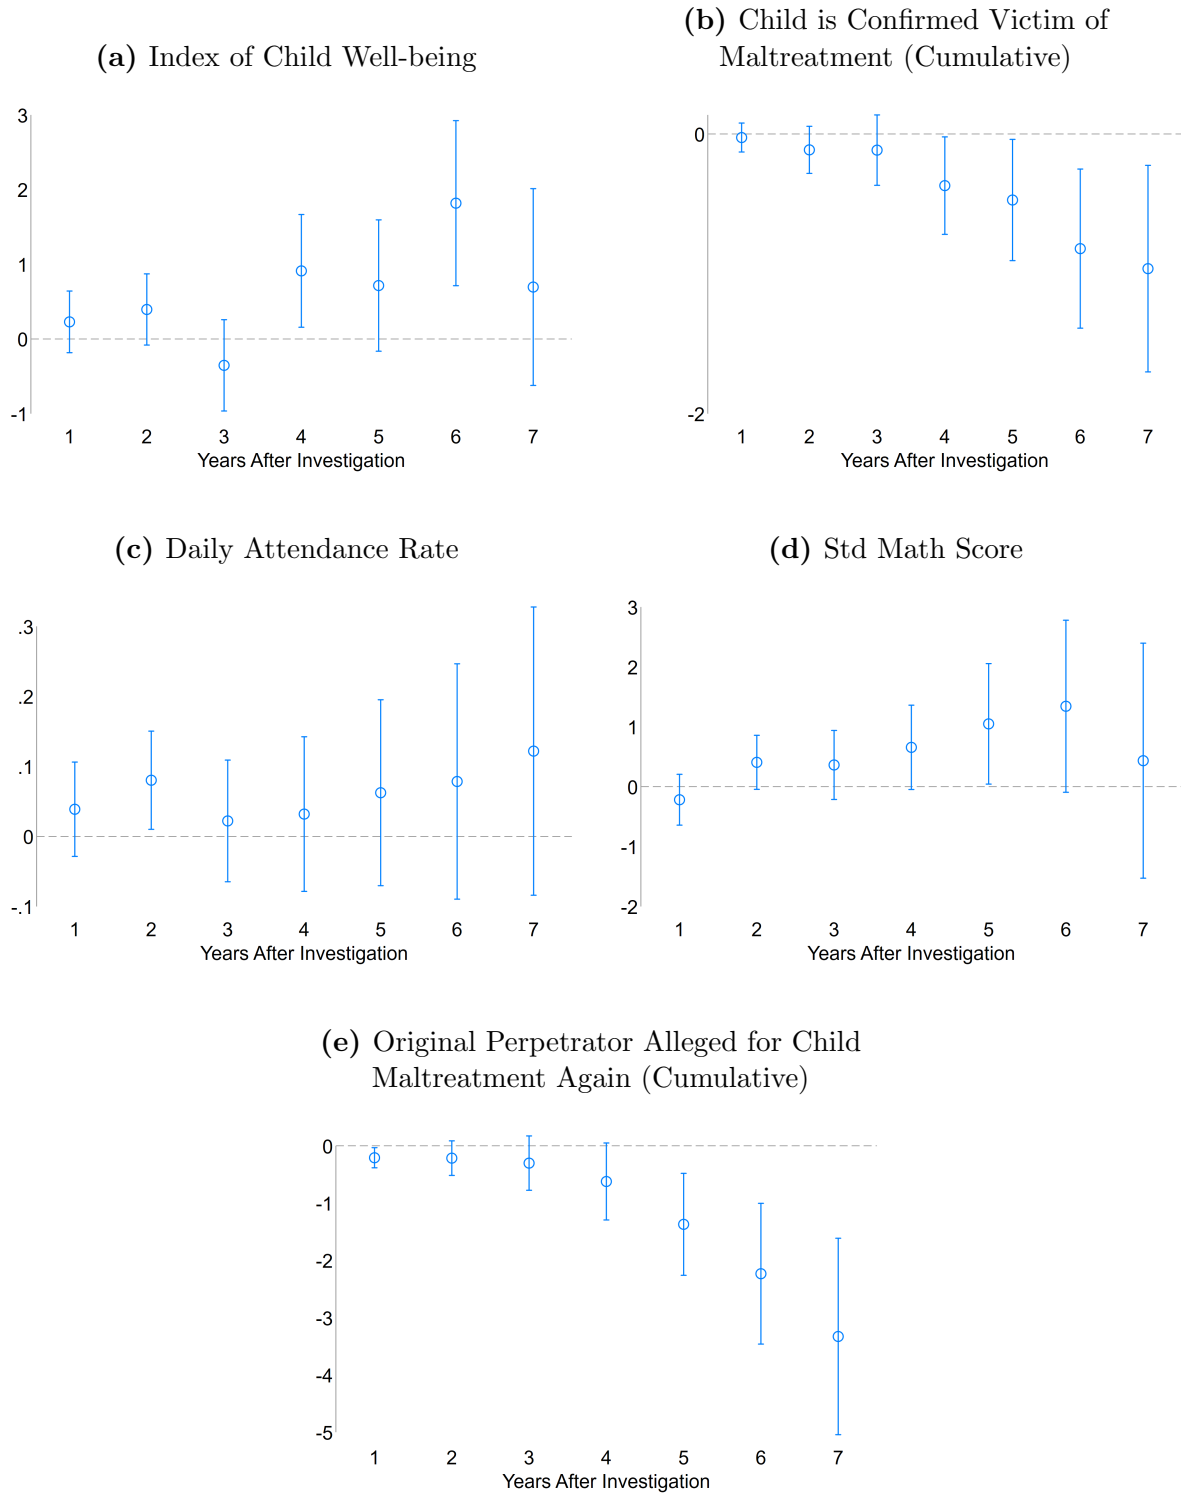 (a) Index of Child Well-being
3
2
1
0
-1
1 2 3 4 5 6 7
Years After Investigation
(b) Child is Confirmed Victim of
Maltreatment (Cumulative)
0
-2
1 2 3 4 5 6 7
Years After Investigation
(c) Daily Attendance Rate
.3
.2
.1
0
-.1
1 2 3 4 5 6 7
Years After Investigation
(d) Std Math Score
3
2
1
0
-1
-2
1 2 3 4 5 6 7
Years After Investigation
(e) Original Perpetrator Alleged for Child
Maltreatment Again (Cumulative)
0
-1
-2
-3
-4
-5
1 2 3 4 5 6 7
Years After Investigation